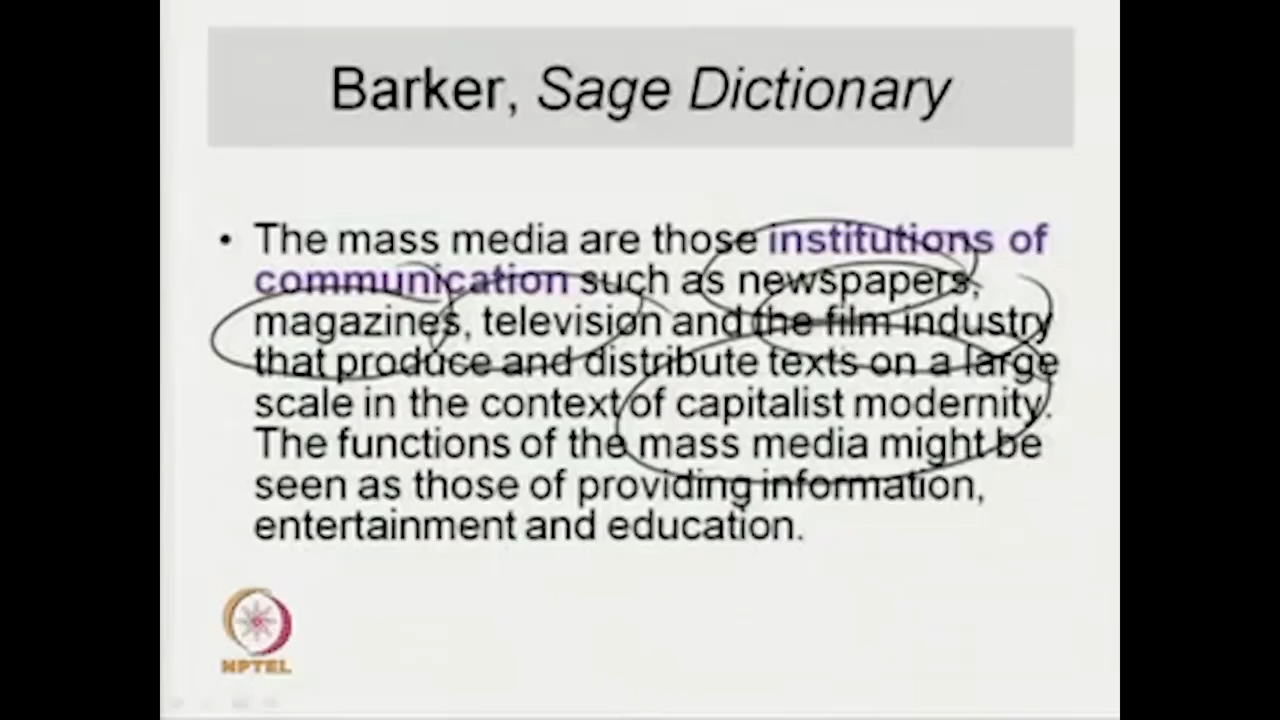 Barker, Sage Dictionary
• The mass media are those institutions of
communication such as newspapers,
magazines, television and the film industry
that produce and distribute texts on a large
scale in the context of capitalist modernity.
The functions of the mass media might be
seen as those of providing information,
entertainment and education.
NPTEL